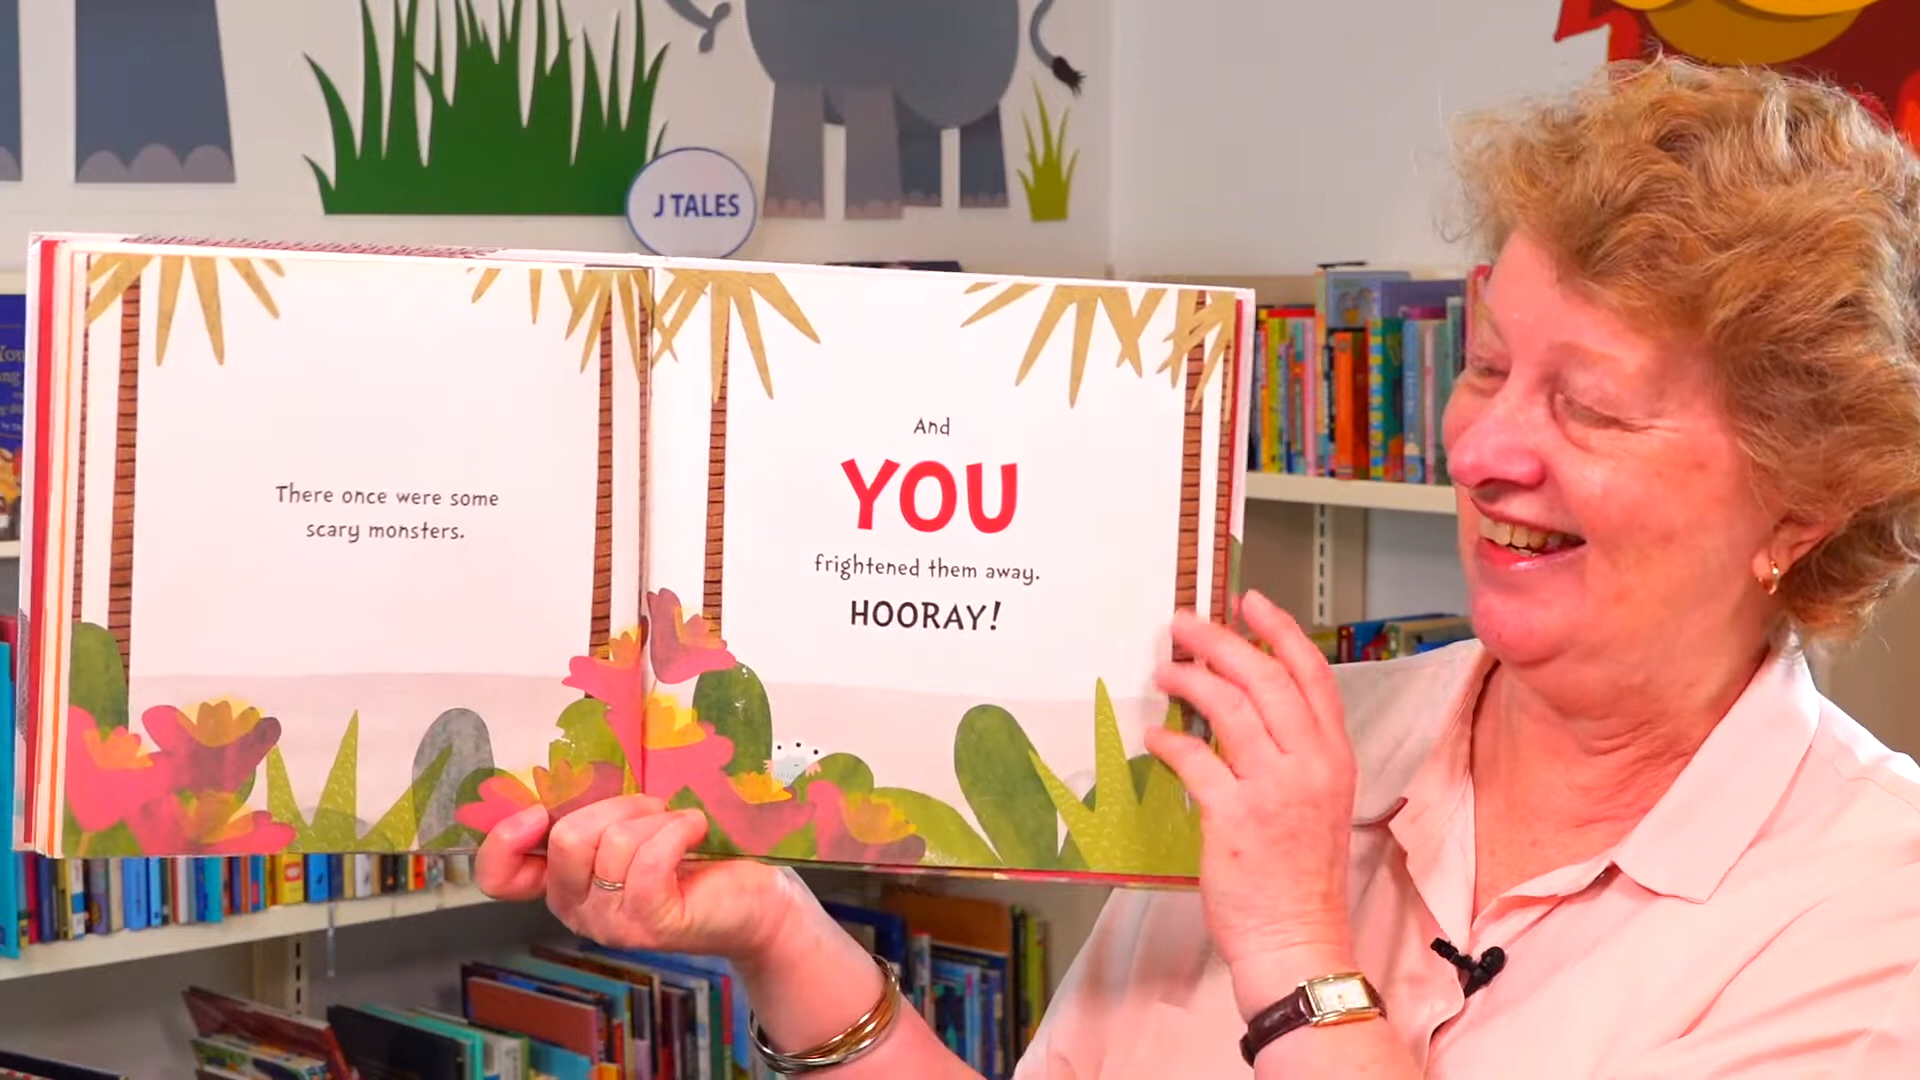 J TALES
There once were some
scary monsters.
And
YOU
frightened them away.
HOORAY!